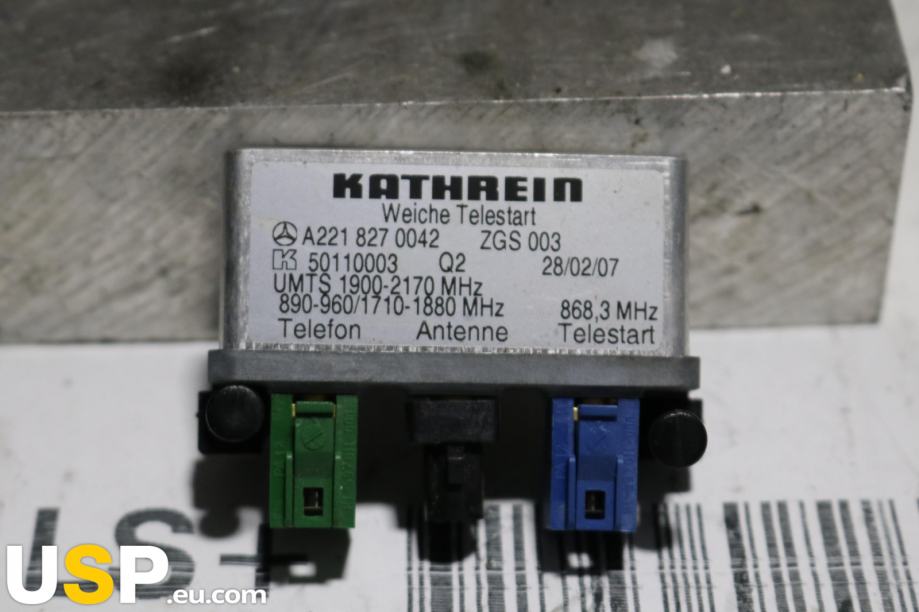 KATHREIN
Weiche Telestart
A221 827 0042 ZGS 003
K 50110003 Q2 28/02/07
UMTS 1900-2170 MHz
890-960/1710-1880 MHz 868,3 MHz
Telefon Antenne Telestart
LS+
USP.eu.com